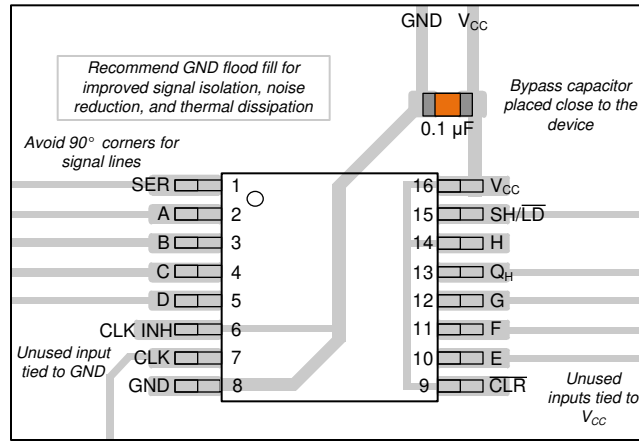 GND VCC
Recommend GND flood fill for
improved signal isolation, noise
reduction, and thermal dissipation
Bypass capacitor
placed close to the
device
0.1 µF
Avoid 90° corners for
signal lines
SER 1 16 VCC
A 2 15 SH/L̅D̅
B 3 14 H
C 4 13 QH
D 5 12 G
CLK INH 6 11 F
CLK 7 10 E
GND 8 9 C̅L̅R̅
Unused input
tied to GND
Unused
inputs tied to
VCC